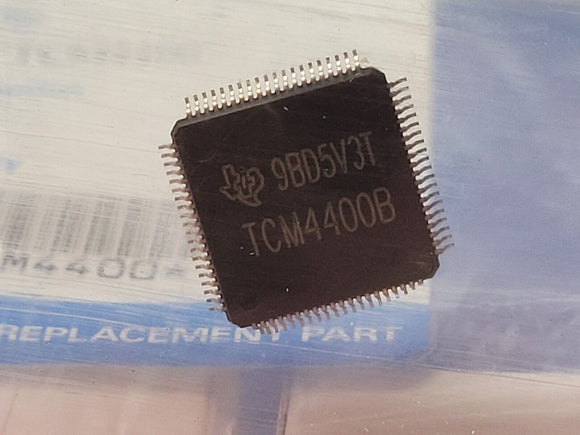 9BD5V3T
TCM4400B
M4400
REPLACEMENT PART